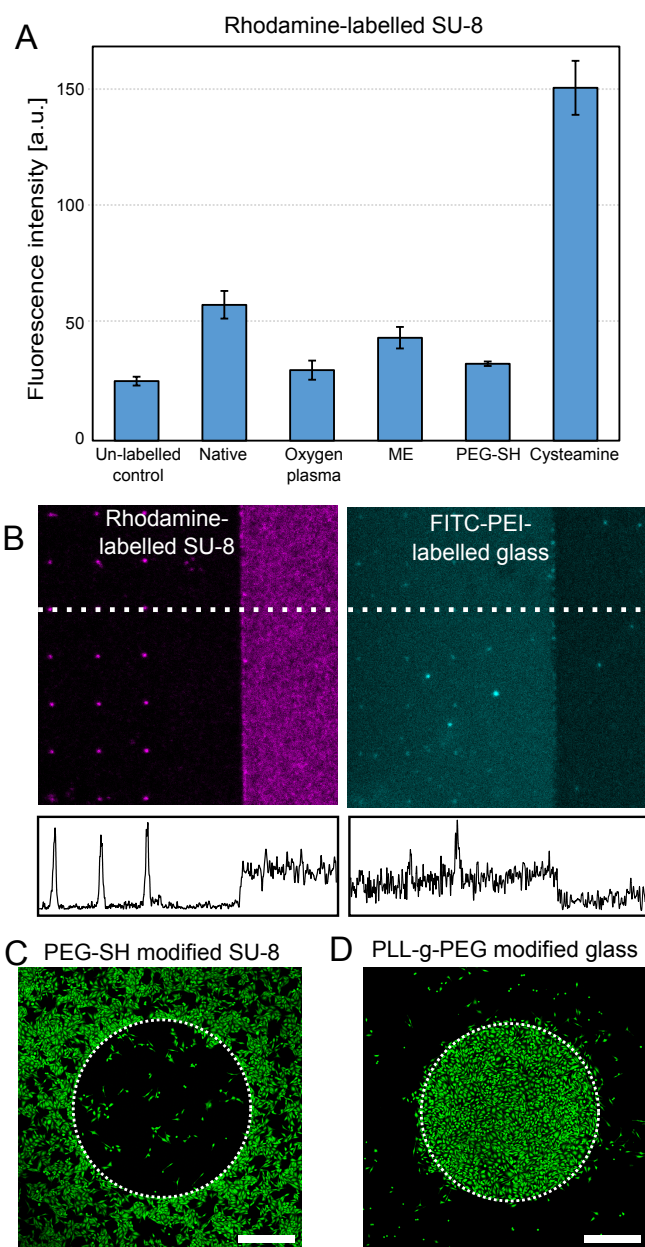 A
Rhodamine-labelled SU-8
Fluorescence intensity [a.u.]
150
100
50
0
Un-labelled
control
Native
Oxygen
plasma
ME
PEG-SH
Cysteamine
B
Rhodamine-
labelled SU-8
FITC-PEI-
labelled glass
C
PEG-SH modified SU-8
D
PLL-g-PEG modified glass